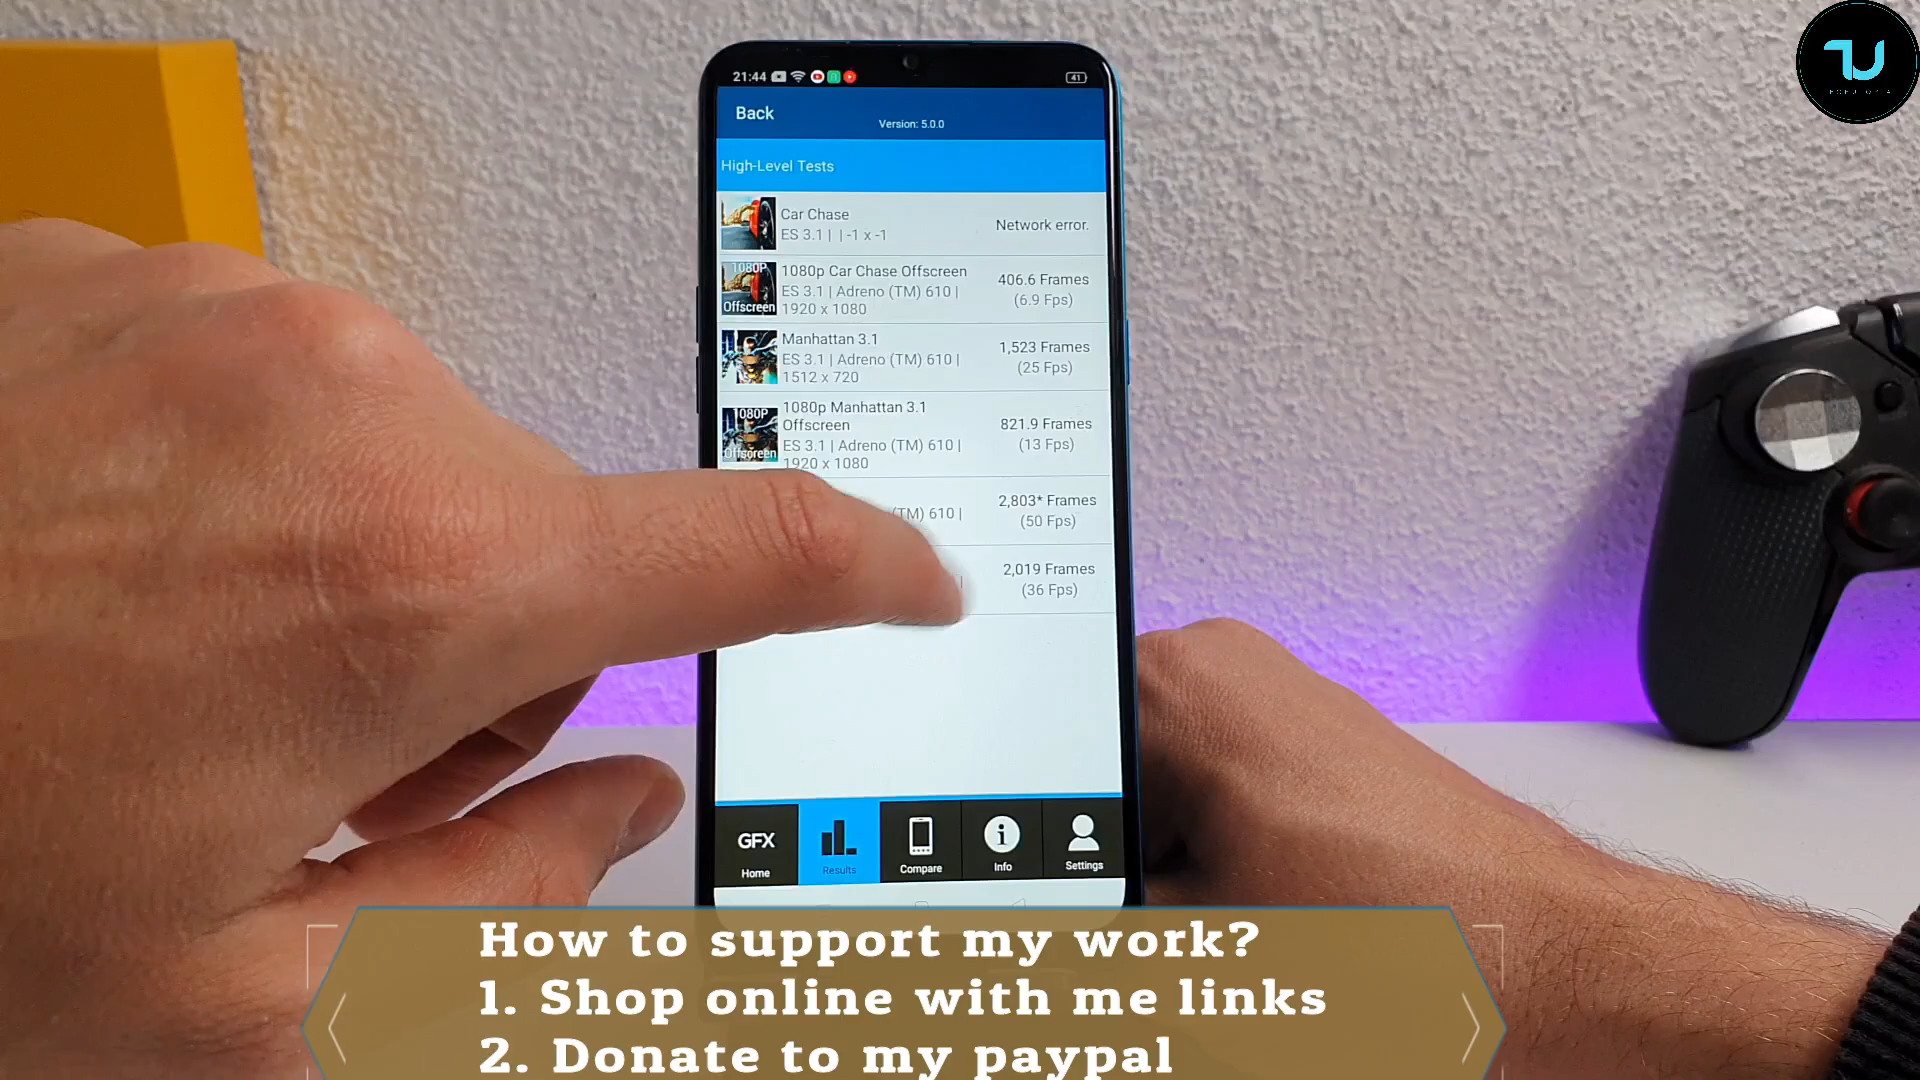 21:44
41
Back
Version: 5.0.0
High-Level Tests
Car Chase
ES 3.1 | | -1 x -1
Network error.
1080P
Offscreen
1080p Car Chase Offscreen
ES 3.1 | Adreno (TM) 610 |
1920 x 1080
406.6 Frames
(6.9 Fps)
Manhattan 3.1
ES 3.1 | Adreno (TM) 610 |
1512 x 720
1,523 Frames
(25 Fps)
1080P
Offscreen
1080p Manhattan 3.1
Offscreen
ES 3.1 | Adreno (TM) 610 |
1920 x 1080
821.9 Frames
(13 Fps)
(TM) 610 |
2,803* Frames
(50 Fps)
2,019 Frames
(36 Fps)
GFX
Home
Results
Compare
Info
Settings
How to support my work?
1. Shop online with me links
2. Donate to my paypal
TU